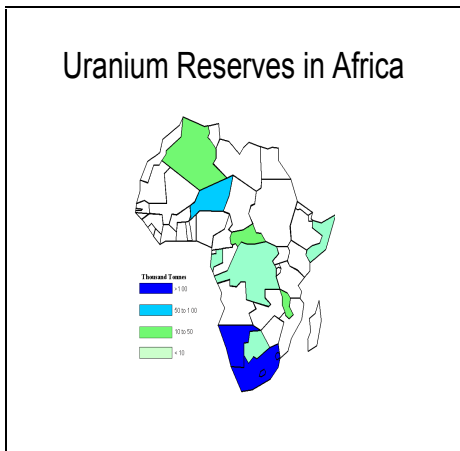 Uranium Reserves in Africa
Thousand Tonnes
>100
50 to 100
10 to 50
< 10